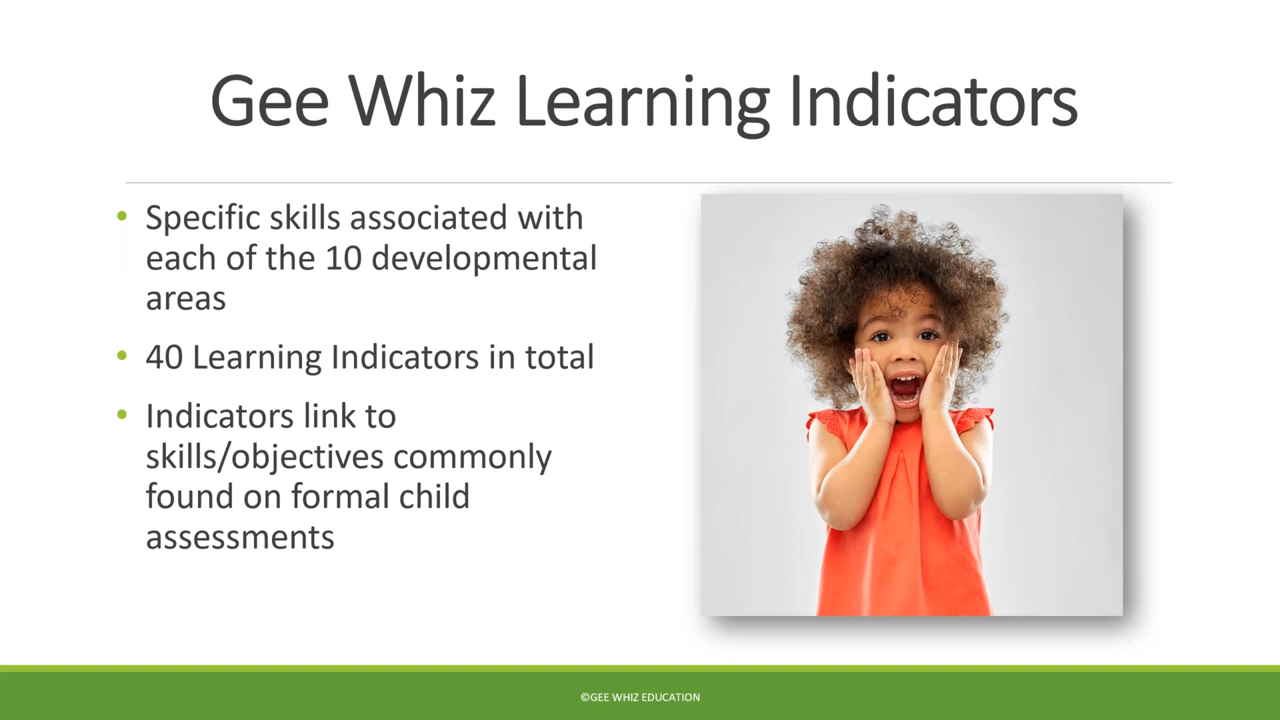 Gee Whiz Learning Indicators
• Specific skills associated with
each of the 10 developmental
areas
• 40 Learning Indicators in total
• Indicators link to
skills/objectives commonly
found on formal child
assessments
©GEE WHIZ EDUCATION